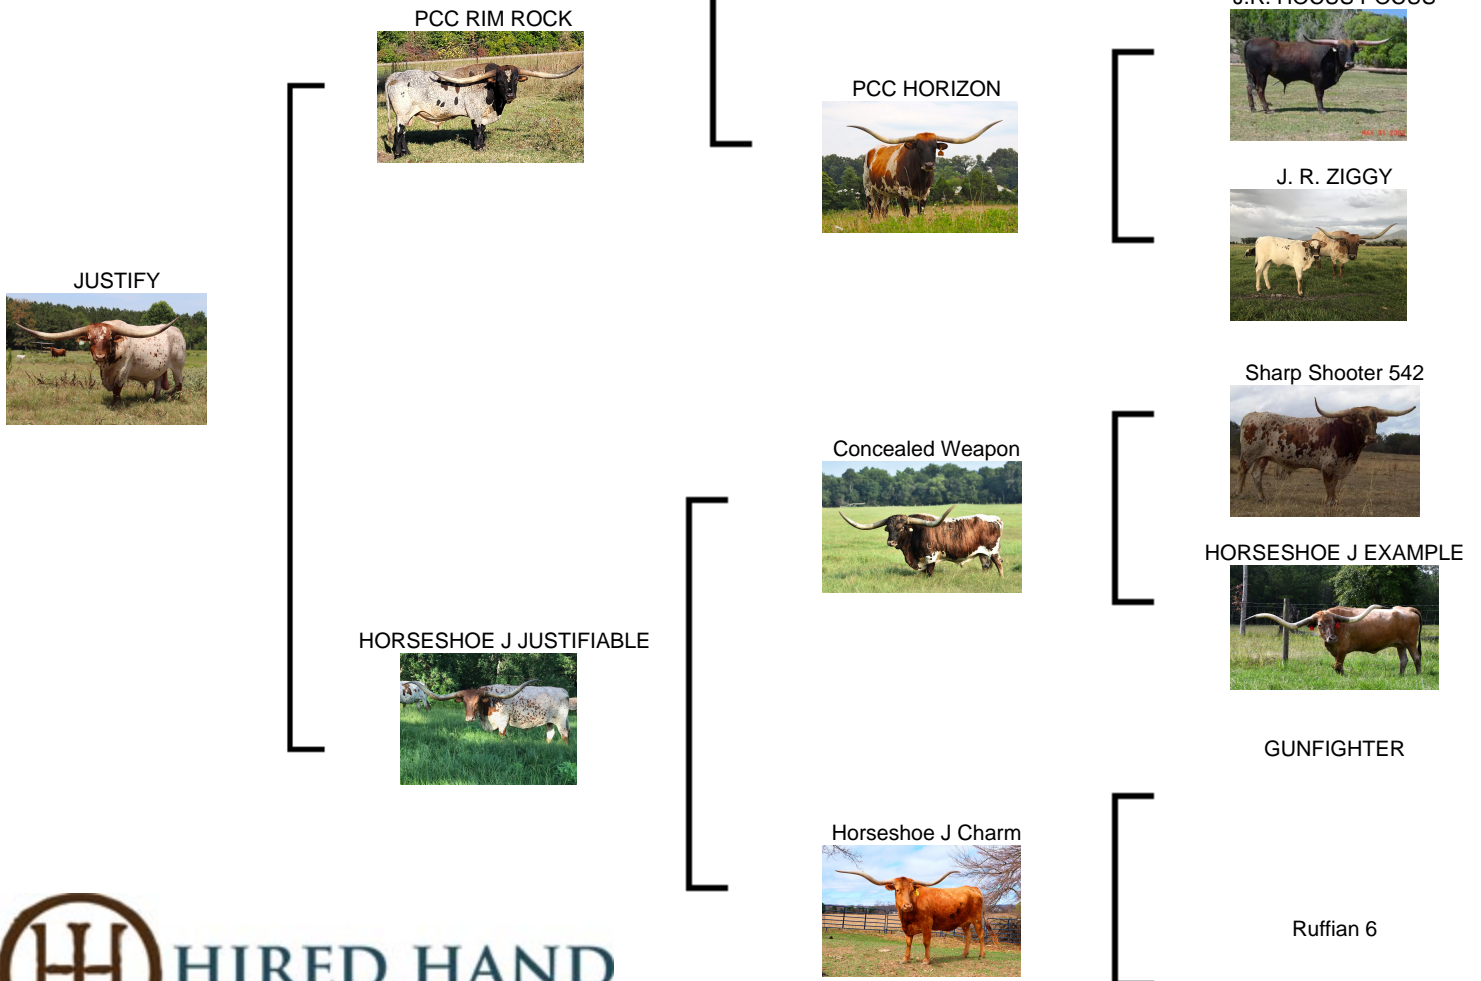 PCC RIM ROCK
PCC HORIZON
J. R. ZIGGY
JUSTIFY
Sharp Shooter 542
Concealed Weapon
HORSESHOE J EXAMPLE
HORSESHOE J JUSTIFIABLE
GUNFIGHTER
Horseshoe J Charm
Ruffian 6
HIRED HAND